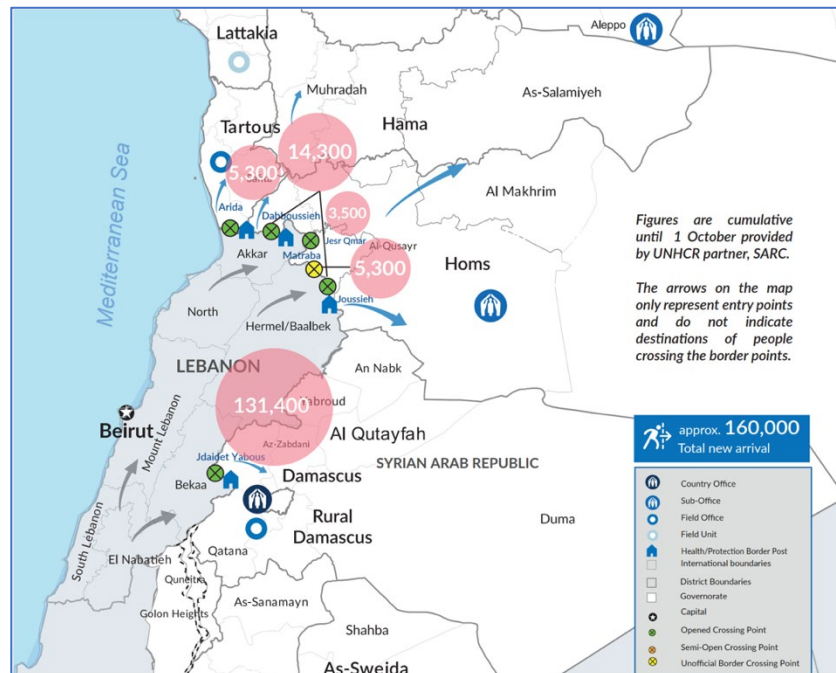 Aleppo
Lattakia
Muhradah
As-Salamiyeh
Tartous
Hama
14,300
5,300
Al Makhrim
Arida
Dabboussieh
3,500
Jesr Qmar
Al-Qusayr
Akkar
Matraba
5,300
Homs
Mediterranean Sea
North
Joussieh
Hermel/Baalbek
Figures are cumulative
until 1 October provided
by UNHCR partner, SARC.
The arrows on the map
only represent entry points
and do not indicate
destinations of people
crossing the border points.
LEBANON
An Nabk
131,400
Yabroud
Beirut
Mount Lebanon
Az-Zabdani
Al Qutayfah
Jdaidet Yabous
SYRIAN ARAB REPUBLIC
Bekaa
Damascus
Rural
Damascus
Duma
South Lebanon
El Nabatieh
Qatana
Quneitra
Golon Heights
As-Sanamayn
Shahba
As-Sweida
approx. 160,000
Total new arrival
Country Office
Sub-Office
Field Office
Field Unit
Health/Protection Border Post
International boundaries
District Boundaries
Governorate
Capital
Opened Crossing Point
Semi-Open Crossing Point
Unofficial Border Crossing Point